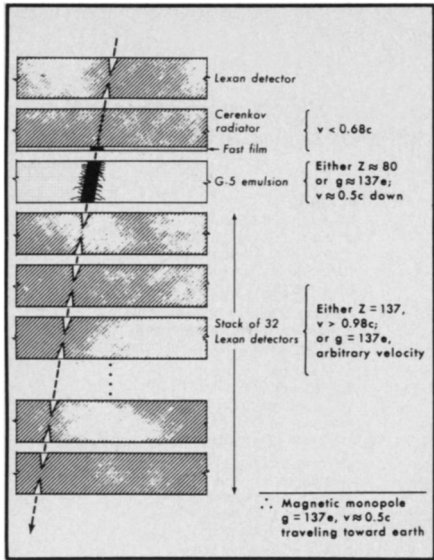 Lexan detector
Cerenkov
radiator
v < 0.68c
Fast film
Either Z ≈ 80
or g ≈ 137e;
v ≈ 0.5c down
G-5 emulsion
Stack of 32
Lexan detectors
Either Z = 137,
v > 0.98c;
or g = 137e,
arbitrary velocity
∴ Magnetic monopole
g = 137e, v ≈ 0.5c
traveling toward earth